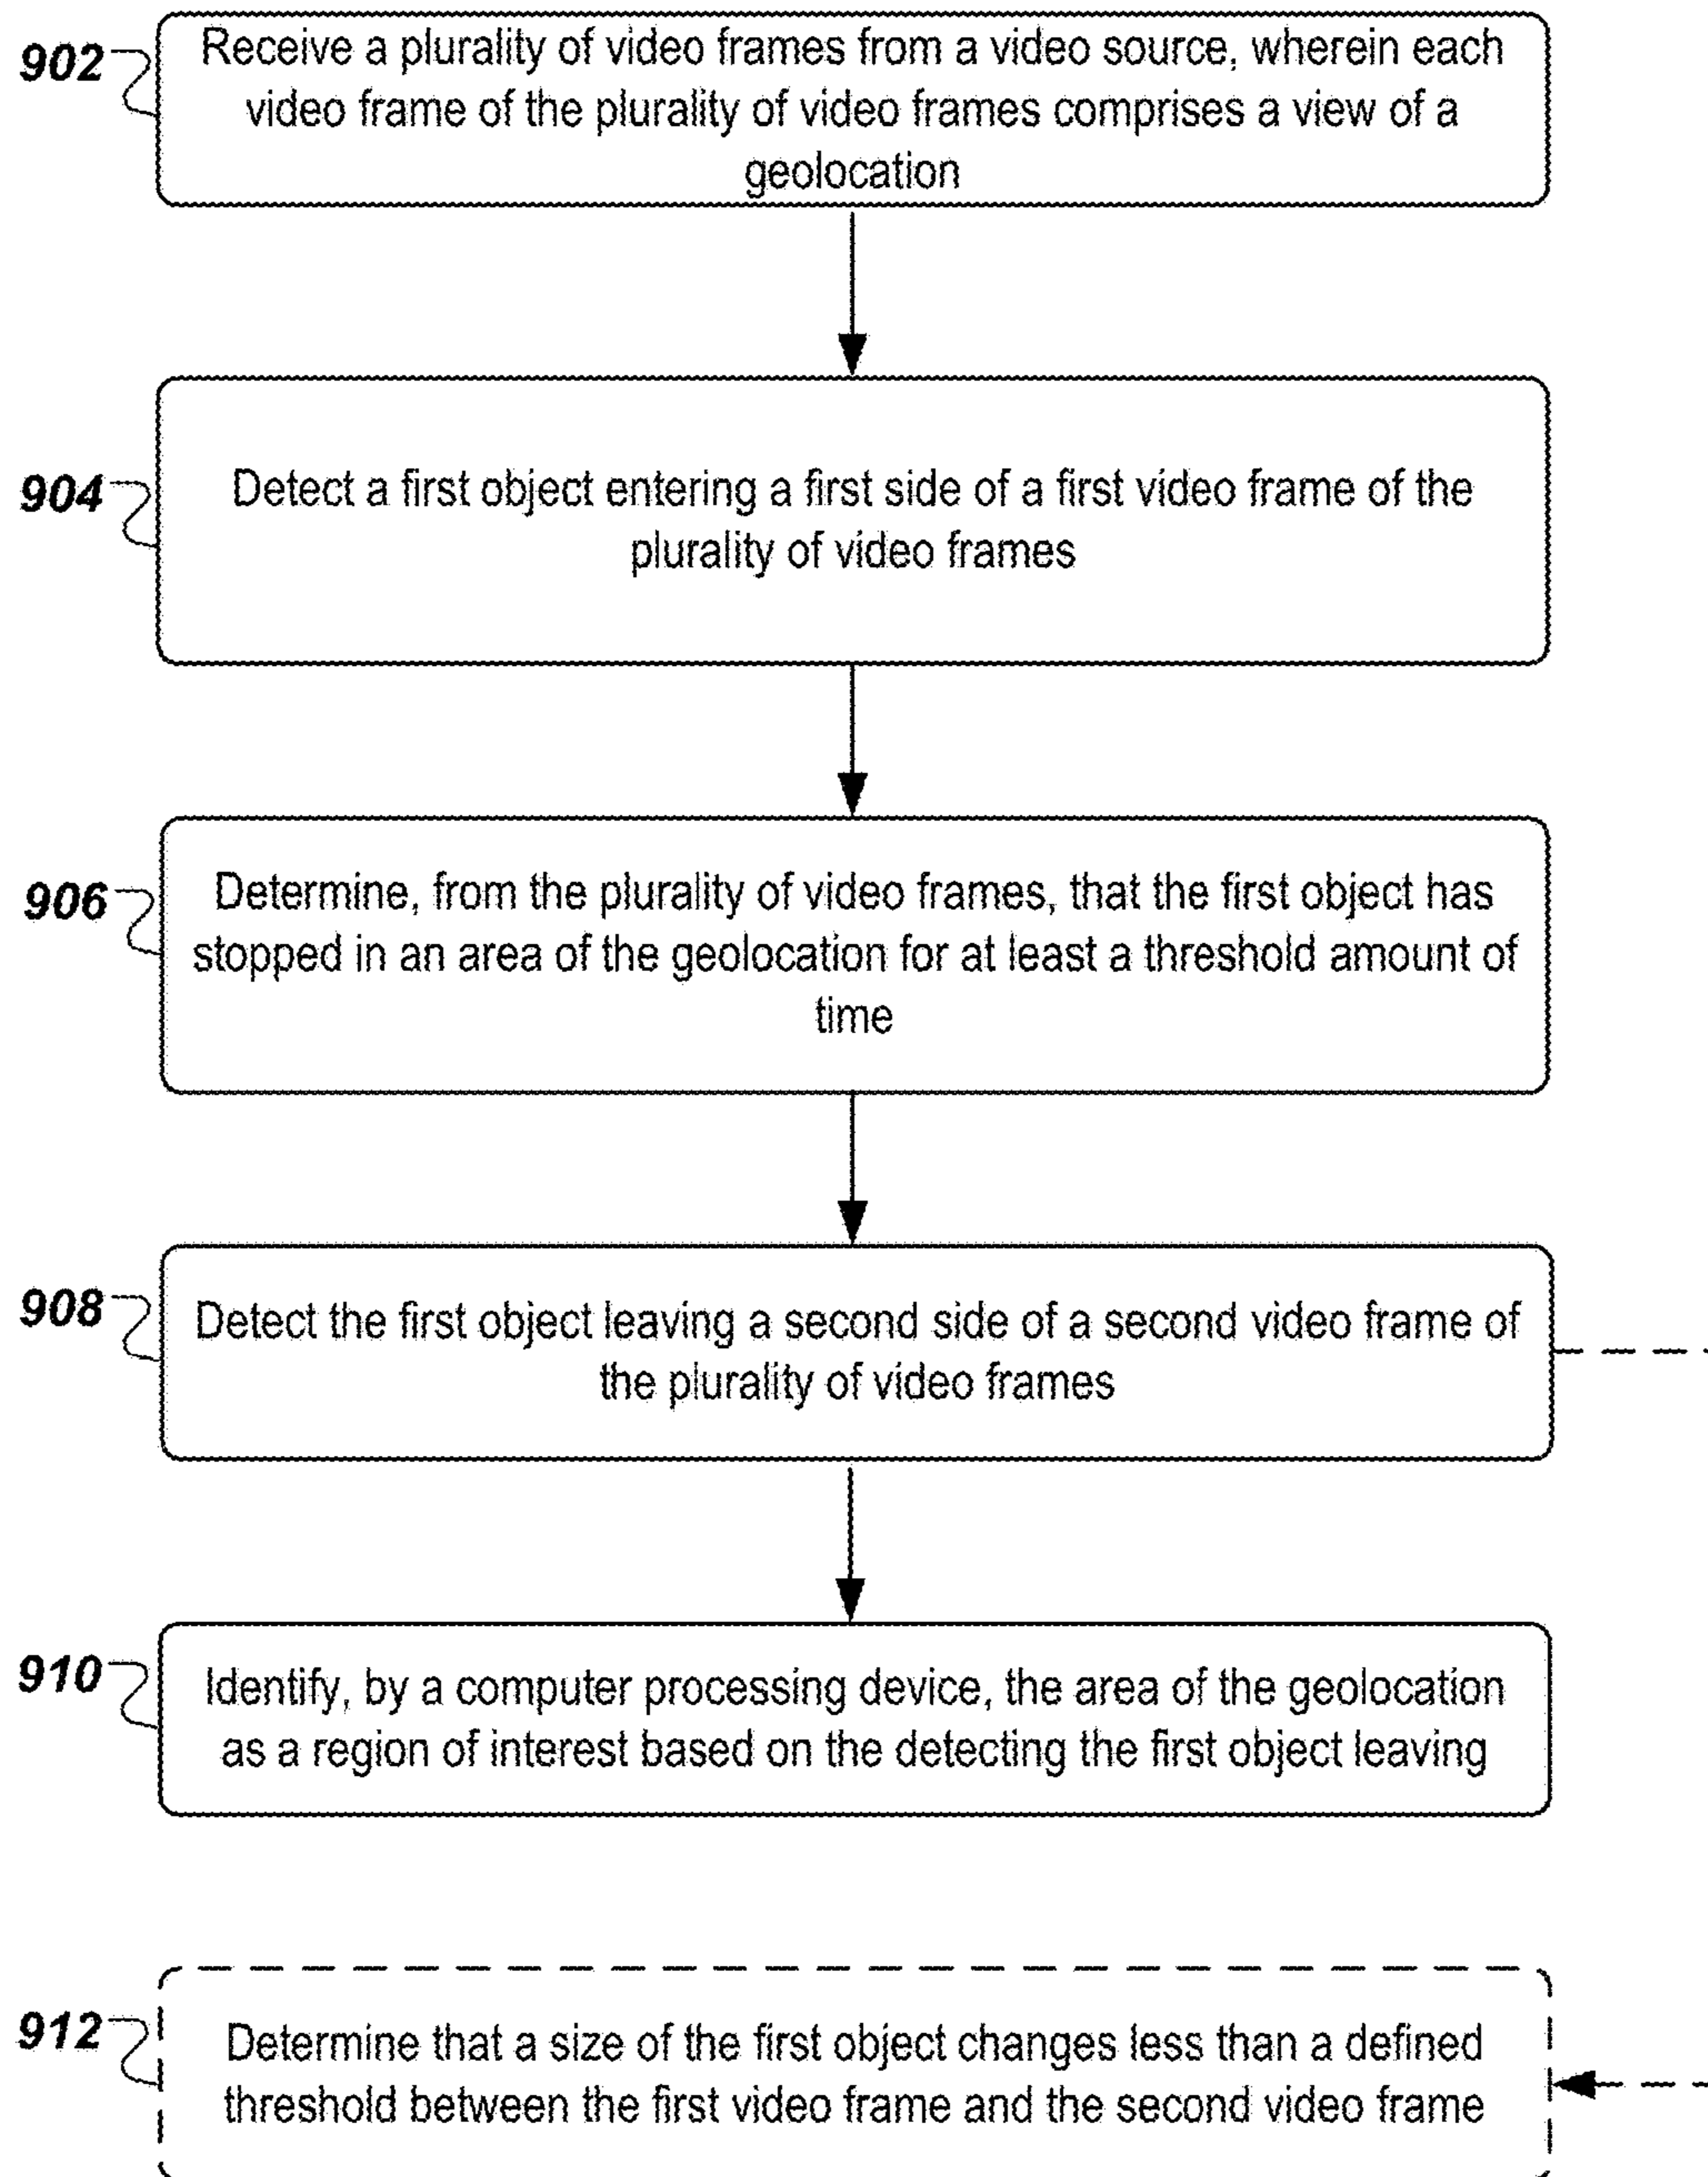 902
Receive a plurality of video frames from a video source, wherein each
video frame of the plurality of video frames comprises a view of a
geolocation
904
Detect a first object entering a first side of a first video frame of the
plurality of video frames
906
Determine, from the plurality of video frames, that the first object has
stopped in an area of the geolocation for at least a threshold amount of
time
908
Detect the first object leaving a second side of a second video frame of
the plurality of video frames
910
Identify, by a computer processing device, the area of the geolocation
as a region of interest based on the detecting the first object leaving
912
Determine that a size of the first object changes less than a defined
threshold between the first video frame and the second video frame